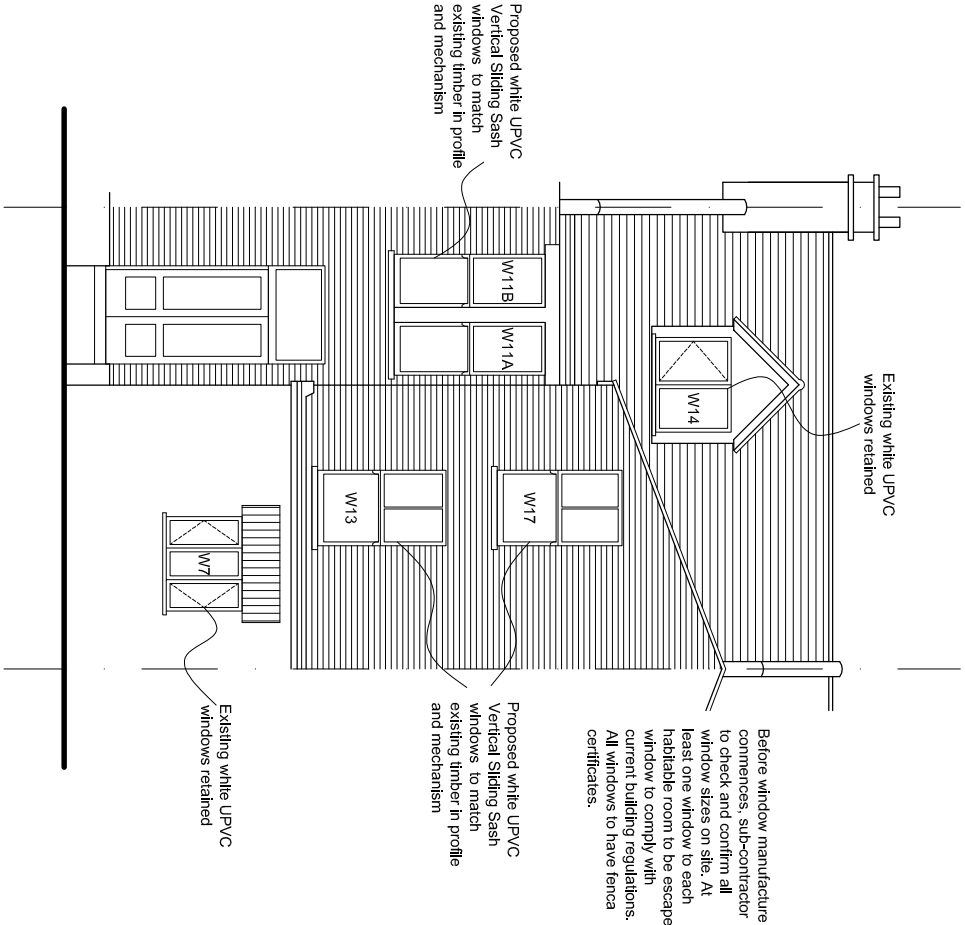 Existing white UPVC
windows retained
Before window manufacture
commences, sub-contractor
to check and confirm all
window sizes on site. At
least one window to each
habitable room to be escape
window to comply with
current building regulations.
All windows to have fenca
certificates.
W14
Proposed white UPVC
Vertical Sliding Sash
windows to match
existing timber in profile
and mechanism
W11B
W11A
W17
W13
Proposed white UPVC
Vertical Sliding Sash
windows to match
existing timber in profile
and mechanism
W7
Existing white UPVC
windows retained